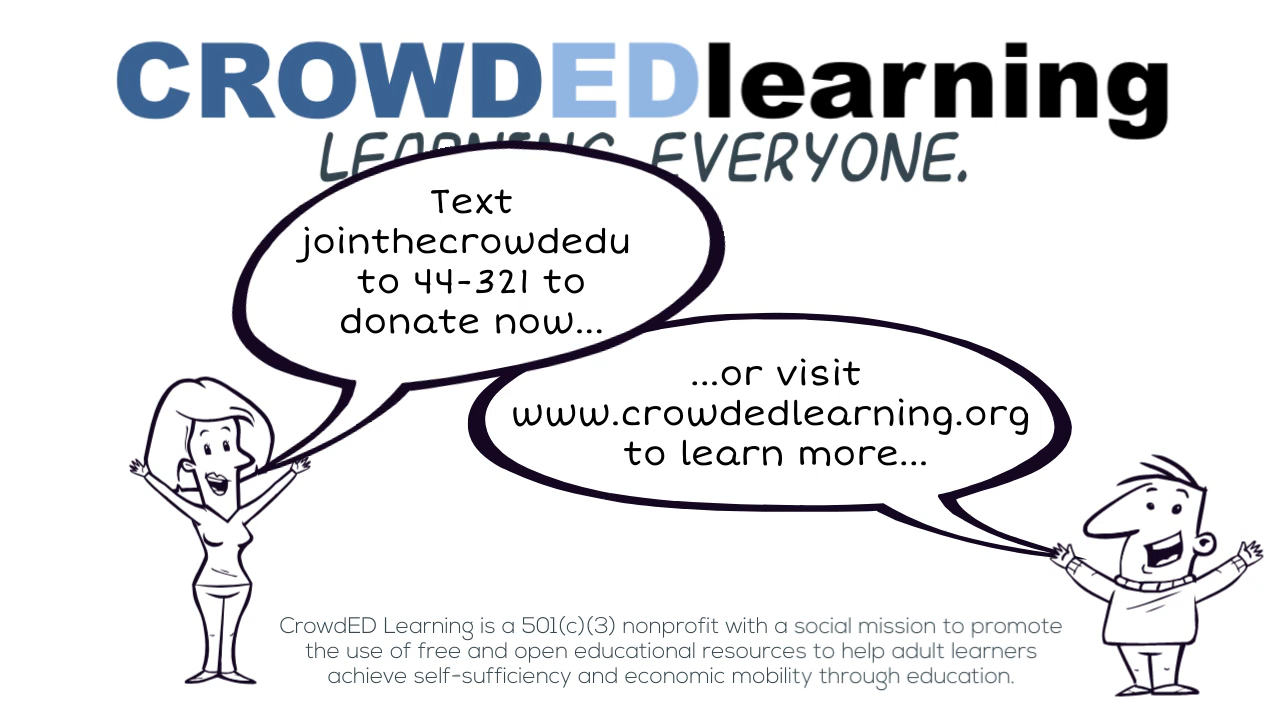 CROWDEDlearning
LEARNING. EVERYONE.
Text
jointhecrowdedu
to 44-321 to
donate now...
...or visit
www.crowdedlearning.org
to learn more...
CrowdED Learning is a 501(c)(3) nonprofit with a social mission to promote
the use of free and open educational resources to help adult learners
achieve self-sufficiency and economic mobility through education.